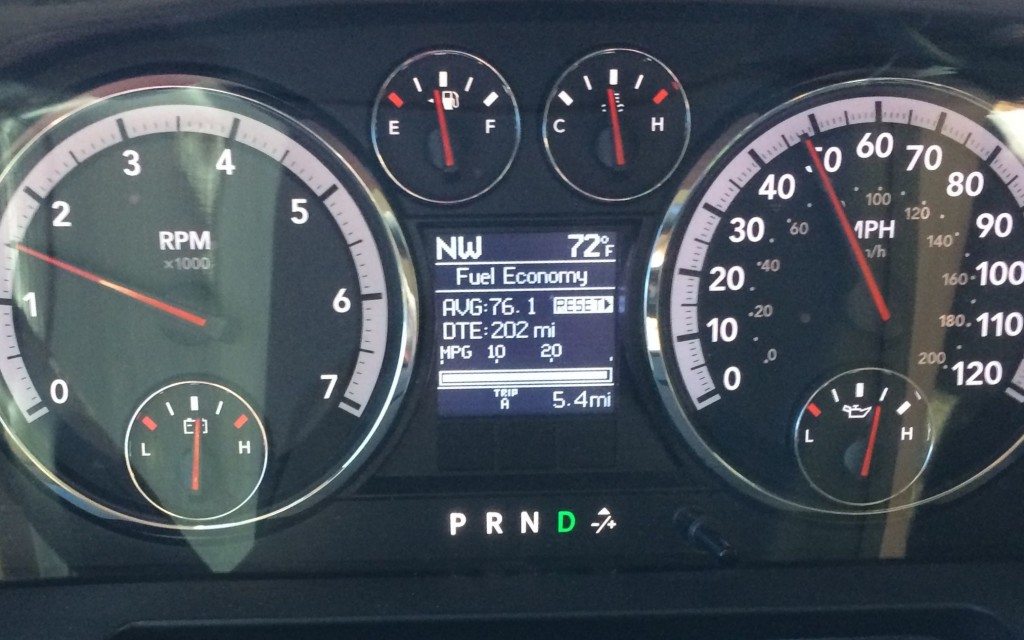 0
1
2
3
4
5
6
7
RPM
x1000
L H
E F
C H
NW 72°F
Fuel Economy
AVG:76.1 RESET
DTE:202 mi
MPG 10 20
TRIP
A 5.4mi
P R N D -/+
0
10
20
30
40
50
60
70
80
90
100
110
120
MPH
0
20
40
60
100
120
140
160
180
200
L H